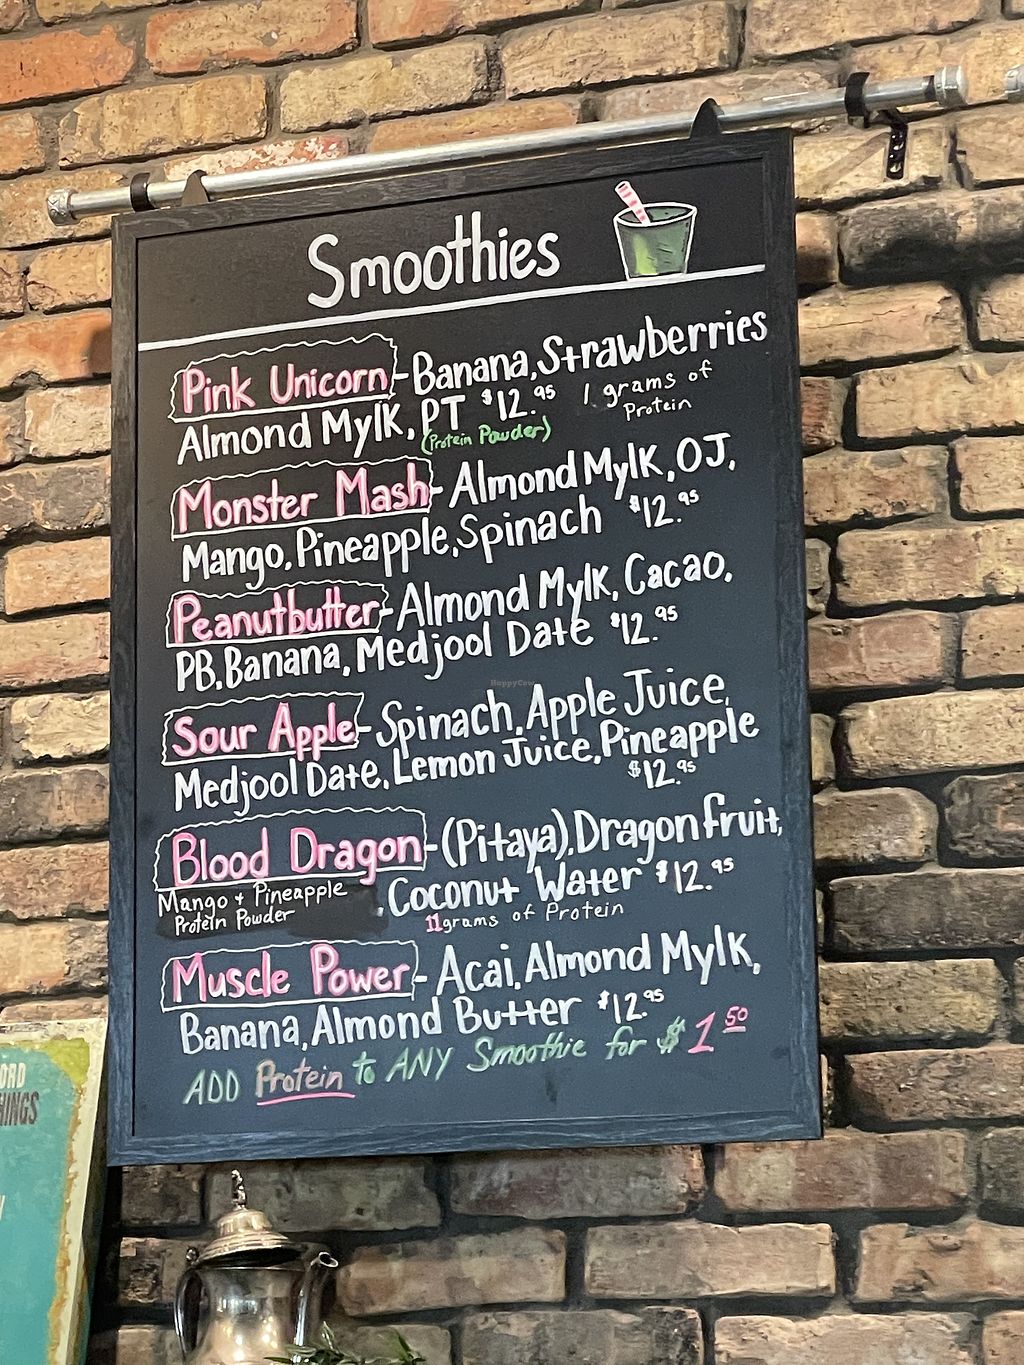 Smoothies
Pink Unicorn - Banana, Strawberries
Almond Mylk, PT $12.95 1 grams of
(Protein Powder) Protein
Monster Mash - Almond Mylk, OJ,
Mango, Pineapple, Spinach $12.95
Peanutbutter - Almond Mylk, Cacao,
PB, Banana, Medjool Date $12.95
Sour Apple - Spinach, Apple Juice,
Medjool Date, Lemon Juice, Pineapple
$12.95
Blood Dragon - (Pitaya), Dragonfruit,
Mango + Pineapple , Coconut Water $12.95
Protein Powder 11grams of Protein
Muscle Power - Acai, Almond Mylk,
Banana, Almond Butter $12.95
ADD Protein to ANY Smoothie for $1.50
HappyCow